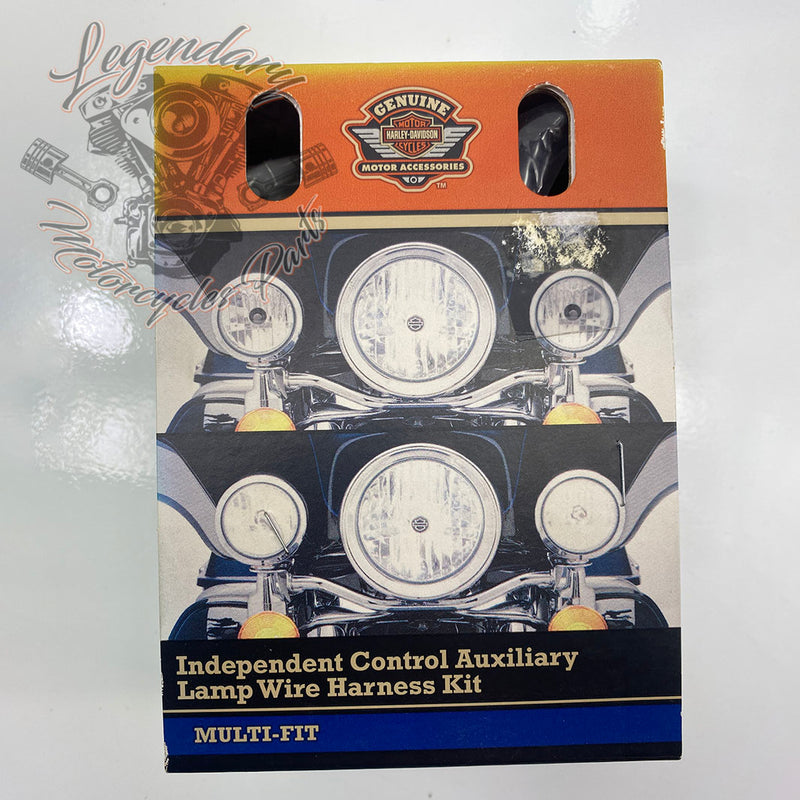 Legendary
Motorcycles Parts
GENUINE
MOTOR
HARLEY-DAVIDSON
CYCLES
MOTOR ACCESSORIES
TM
Independent Control Auxiliary
Lamp Wire Harness Kit
MULTI-FIT